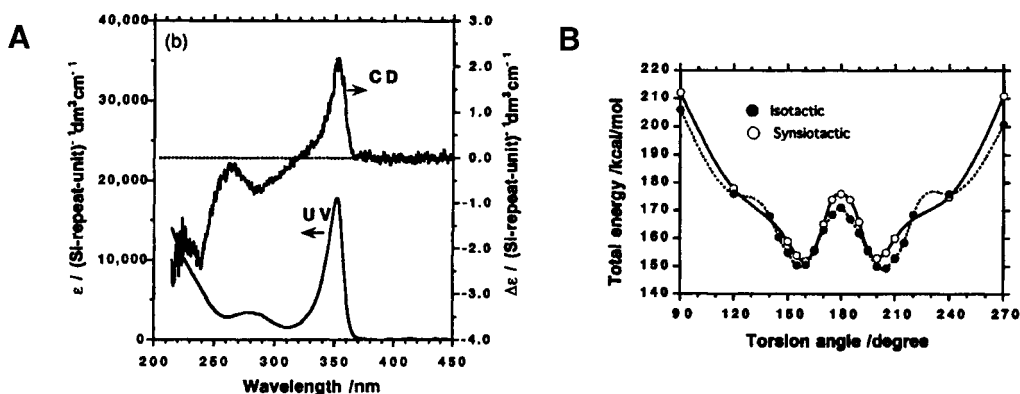 A
(b)
40,000
30,000
20,000
10,000
0
ε / (Si-repeat-unit)⁻¹dm³cm⁻¹
3.0
2.0
1.0
0.0
-1.0
-2.0
-3.0
-4.0
Δε / (Si-repeat-unit)⁻¹dm³cm⁻¹
CD
UV
200 250 300 350 400 450
Wavelength /nm
B
220
210
200
190
180
170
160
150
140
Total energy /kcal/mol
Isotactic
Synsiotactic
90 120 150 180 210 240 270
Torsion angle /degree